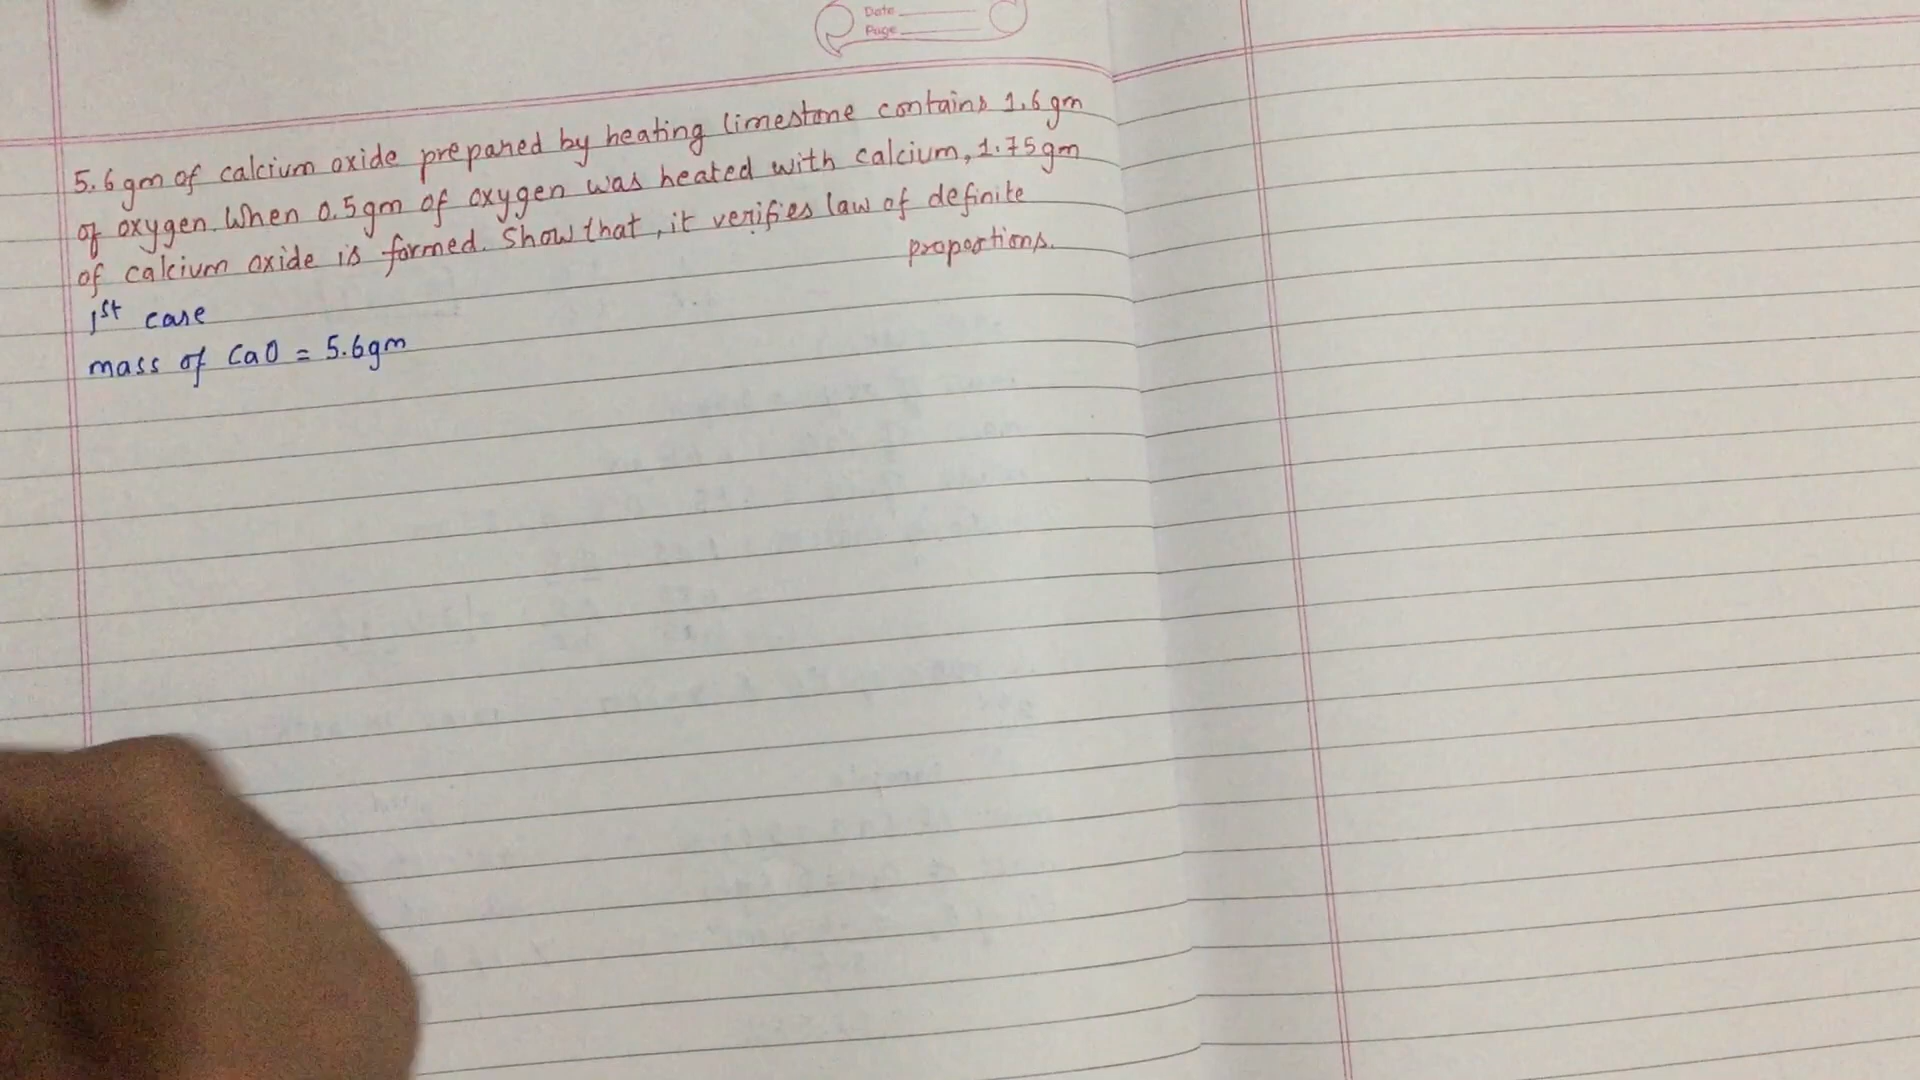 Date
Page
5.6 gm of calcium oxide prepared by heating limestone contains 1.6 gm
of oxygen. When 0.5 gm of oxygen was heated with calcium, 1.75 gm
of calcium oxide is formed. Show that, it verifies law of definite
proportions.
1st case
mass of CaO = 5.6gm